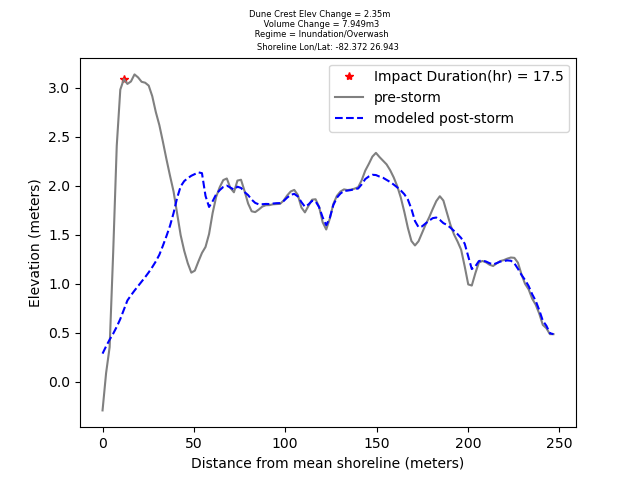 Dune Crest Elev Change = 2.35m
Volume Change = 7.949m3
Regime = Inundation/Overwash
Shoreline Lon/Lat: -82.372 26.943
Impact Duration(hr) = 17.5
pre-storm
modeled post-storm
3.0
2.5
2.0
1.5
1.0
0.5
0.0
Elevation (meters)
0 50 100 150 200 250
Distance from mean shoreline (meters)